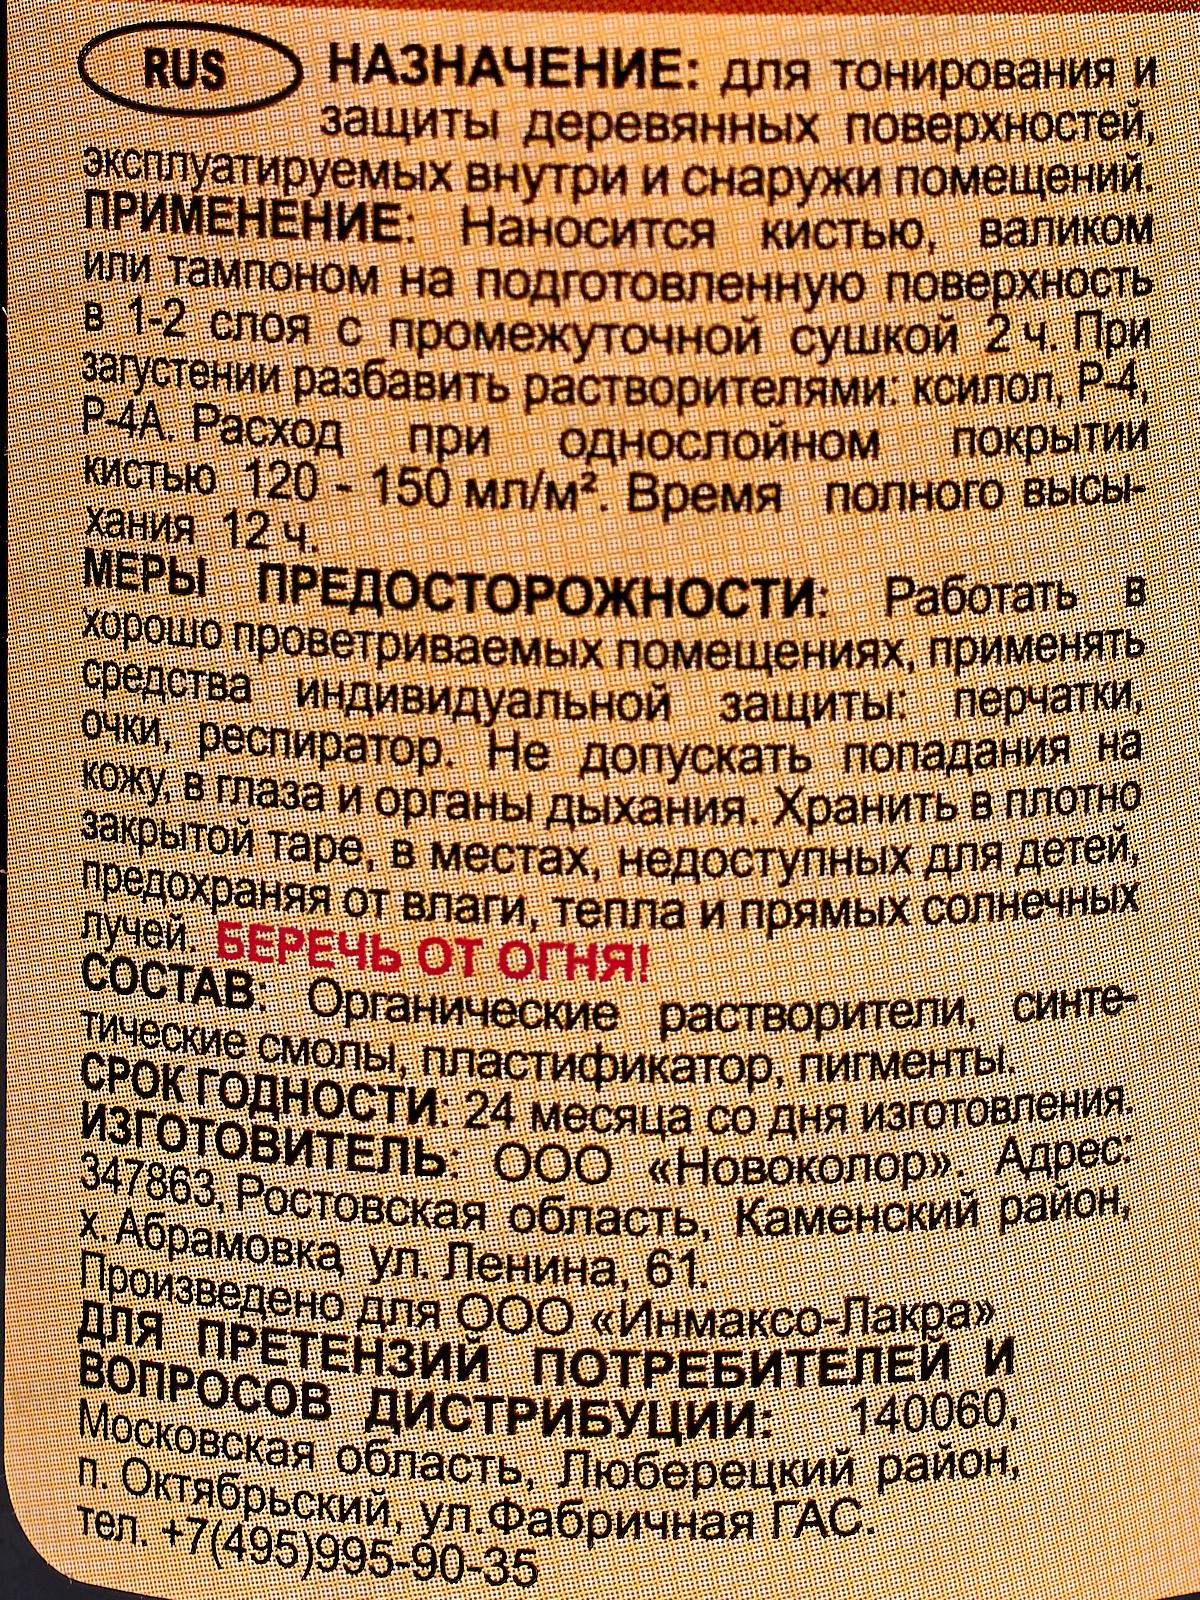 RUS НАЗНАЧЕНИЕ: для тонирования и
защиты деревянных поверхностей,
эксплуатируемых внутри и снаружи помещений.
ПРИМЕНЕНИЕ: Наносится кистью, валиком
или тампоном на подготовленную поверхность
в 1-2 слоя с промежуточной сушкой 2 ч. При
загустении разбавить растворителями: ксилол, Р-4,
Р-4А. Расход при однослойном покрытии
кистью 120 - 150 мл/м². Время полного высы-
хания 12 ч.
МЕРЫ ПРЕДОСТОРОЖНОСТИ: Работать в
хорошо проветриваемых помещениях, применять
средства индивидуальной защиты: перчатки,
очки, респиратор. Не допускать попадания на
кожу, в глаза и органы дыхания. Хранить в плотно
закрытой таре, в местах, недоступных для детей,
предохраняя от влаги, тепла и прямых солнечных
лучей. БЕРЕЧЬ ОТ ОГНЯ!
СОСТАВ: Органические растворители, синте-
тические смолы, пластификатор, пигменты.
СРОК ГОДНОСТИ: 24 месяца со дня изготовления.
ИЗГОТОВИТЕЛЬ: ООО «Новоколор». Адрес:
347863, Ростовская область, Каменский район,
х. Абрамовка, ул. Ленина, 61.
Произведено для ООО «Инмаксо-Лакра»
ДЛЯ ПРЕТЕНЗИЙ ПОТРЕБИТЕЛЕЙ И
ВОПРОСОВ ДИСТРИБУЦИИ: 140060,
Московская область, Люберецкий район,
п. Октябрьский, ул.Фабричная ГАС.
тел. +7(495)995-90-35